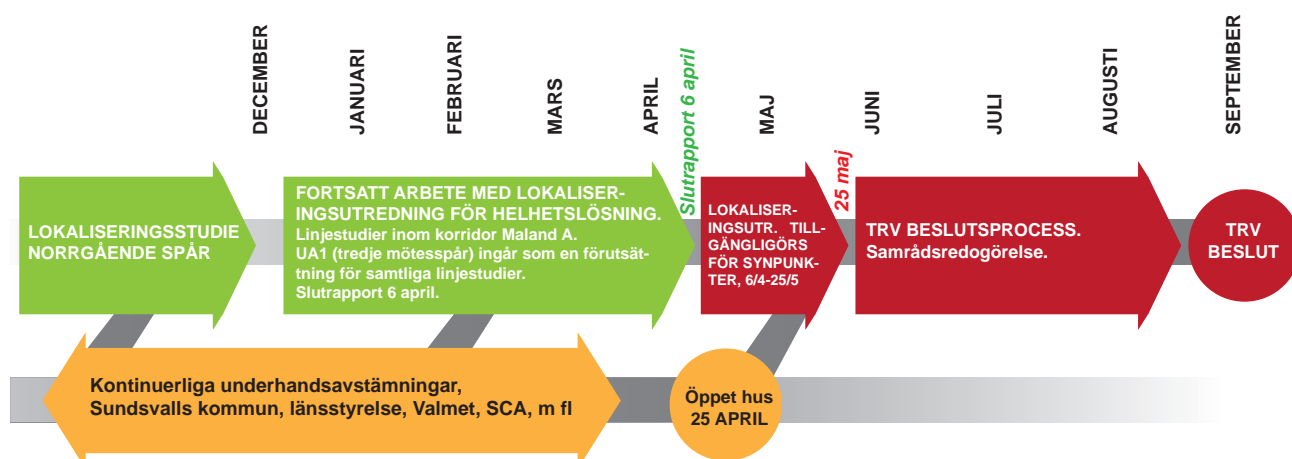 DECEMBER
JANUARI
FEBRUARI
MARS
APRIL
Slutrapport 6 april
MAJ
25 maj
JUNI
JULI
AUGUSTI
SEPTEMBER
LOKALISERINGSSTUDIE
NORRGÅENDE SPÅR
FORTSATT ARBETE MED LOKALISER-
INGSUTREDNING FÖR HELHETSLÖSNING.
Linjestudier inom korridor Maland A.
UA1 (tredje mötesspår) ingår som en förutsät-
tning för samtliga linjestudier.
Slutrapport 6 april.
LOKALISER-
INGSUTR. TILL-
GÄNGLIGÖRS
FÖR SYNPUNK-
TER, 6/4-25/5
TRV BESLUTSPROCESS.
Samrådsredogörelse.
TRV
BESLUT
Kontinuerliga underhandsavstämningar,
Sundsvalls kommun, länsstyrelse, Valmet, SCA, m fl
Öppet hus
25 APRIL